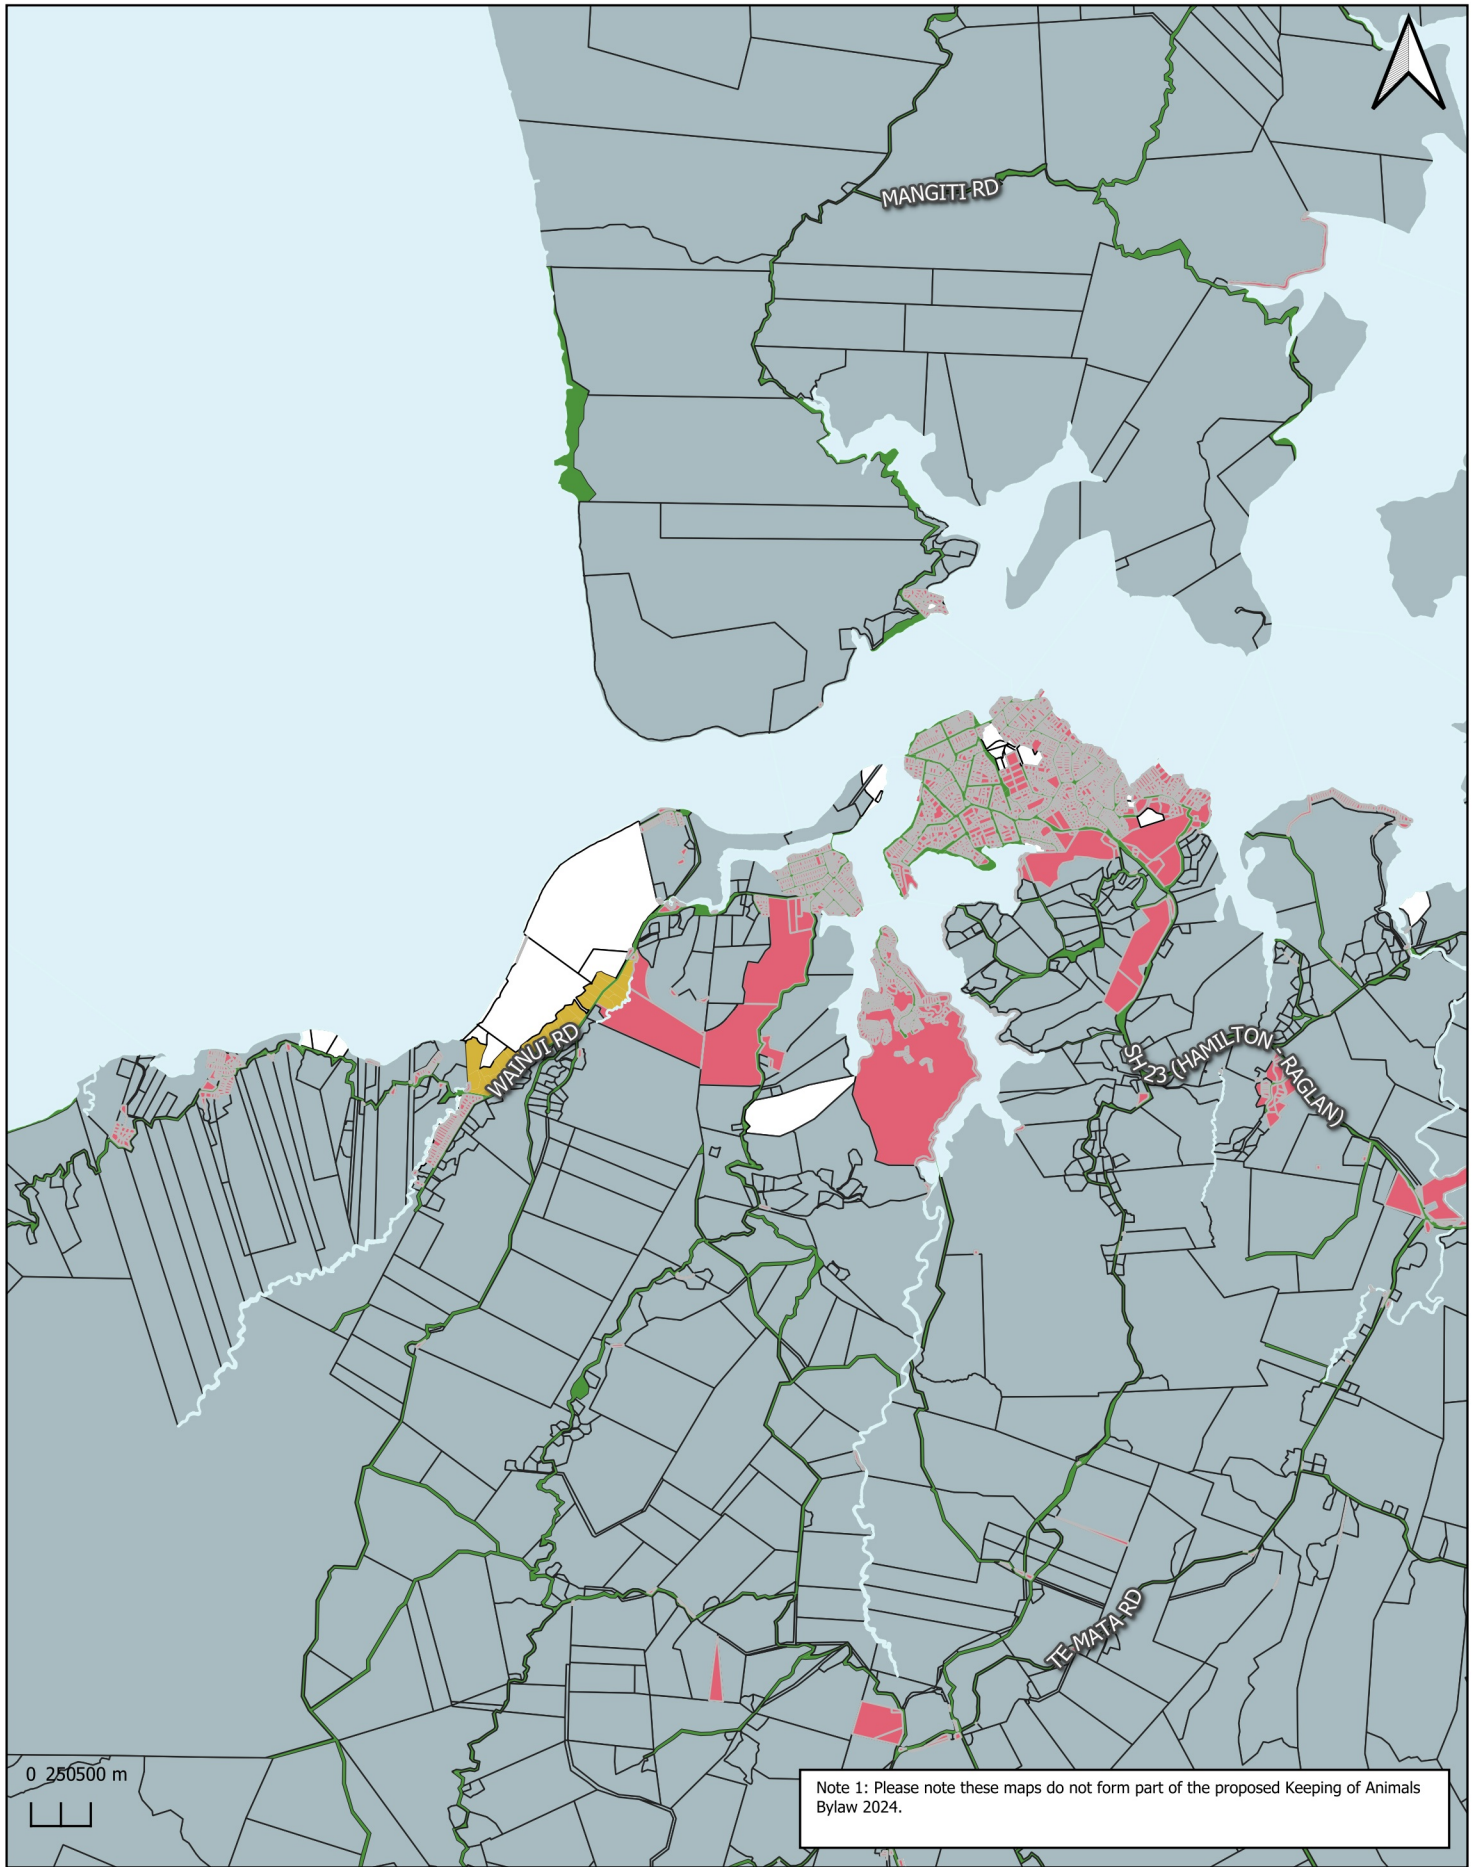 MANGITI RD
WAINUI RD
SH 23 (HAMILTON - RAGLAN)
TE MATA RD
0 250500 m
Note 1: Please note these maps do not form part of the proposed Keeping of Animals
Bylaw 2024.